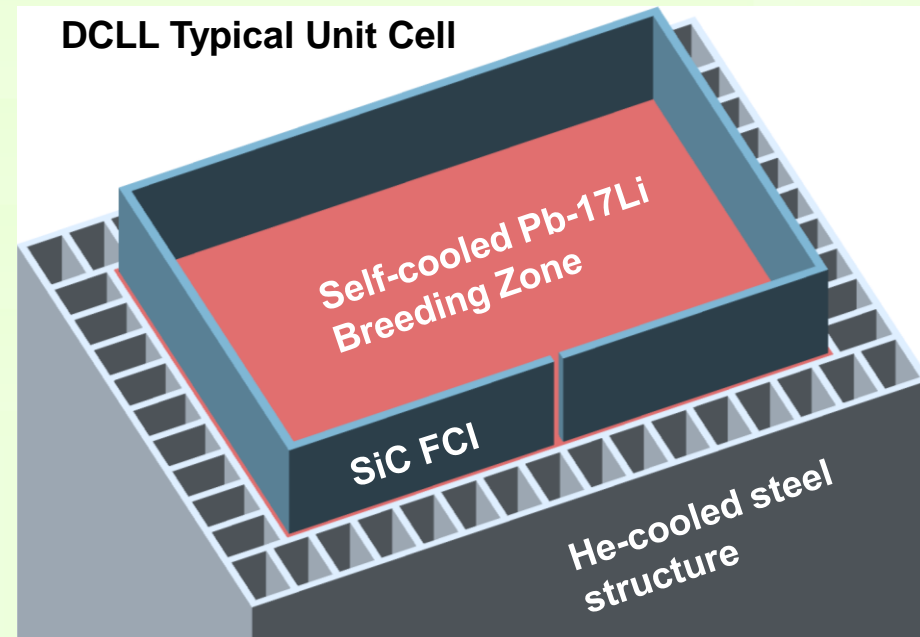 DCLL Typical Unit Cell
Self-cooled Pb-17Li
Breeding Zone
SiC FCI
He-cooled steel
structure